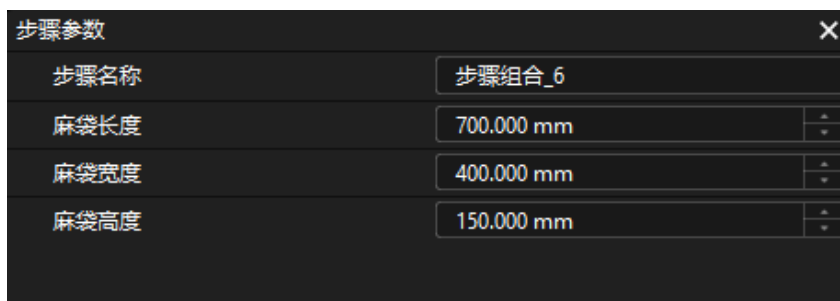 步骤参数
步骤名称 步骤组合_6
麻袋长度 700.000 mm
麻袋宽度 400.000 mm
麻袋高度 150.000 mm